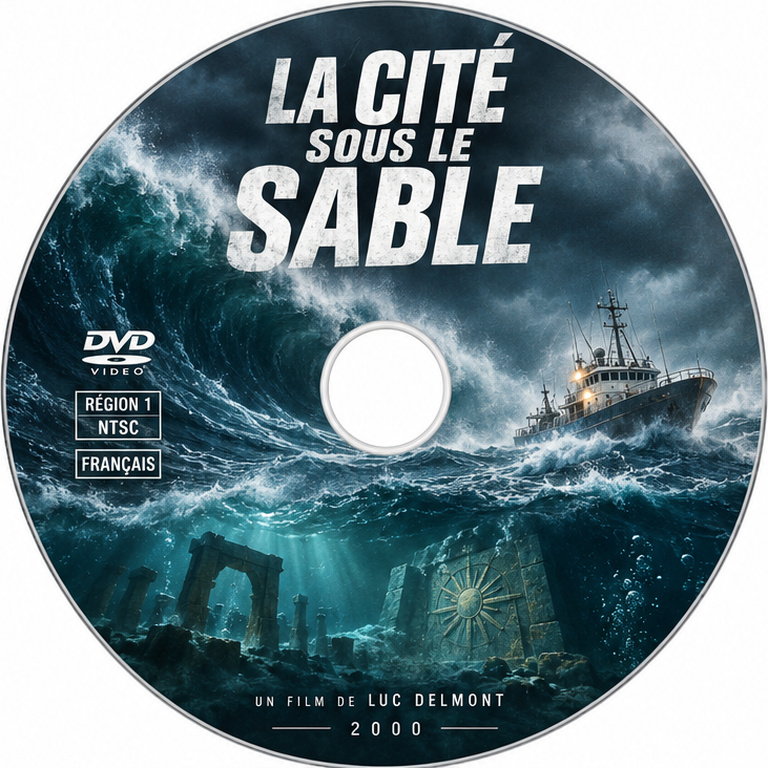 LA CITÉ
SOUS LE
SABLE
DVD
VIDEO
RÉGION 1
NTSC
FRANÇAIS
UN FILM DE LUC DELMONT
2000